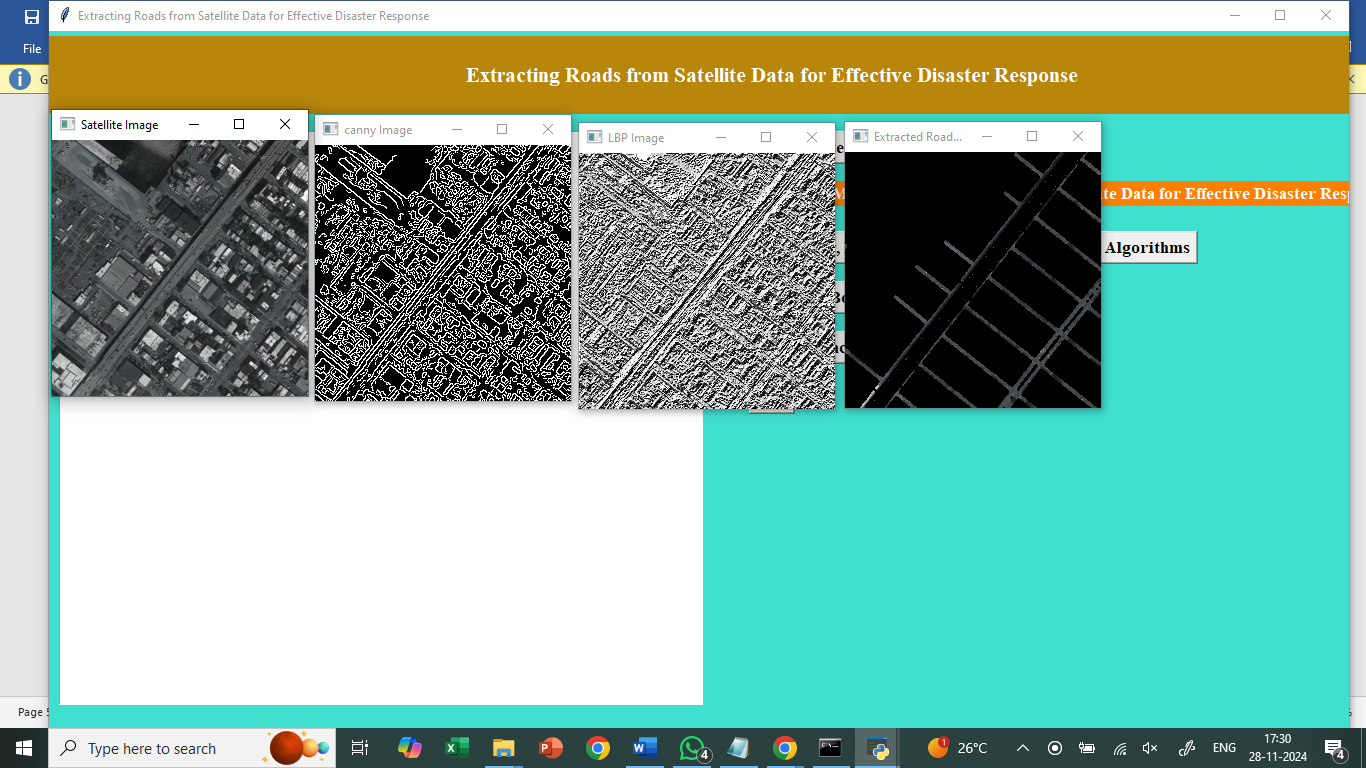 Extracting Roads from Satellite Data for Effective Disaster Response
File
Extracting Roads from Satellite Data for Effective Disaster Response
Satellite Image
canny Image
LBP Image
Extracted Road...
te Data for Effective Disaster Resp
Algorithms
Page 5
Type here to search
4
1
26°C
ENG
17:30
28-11-2024
4